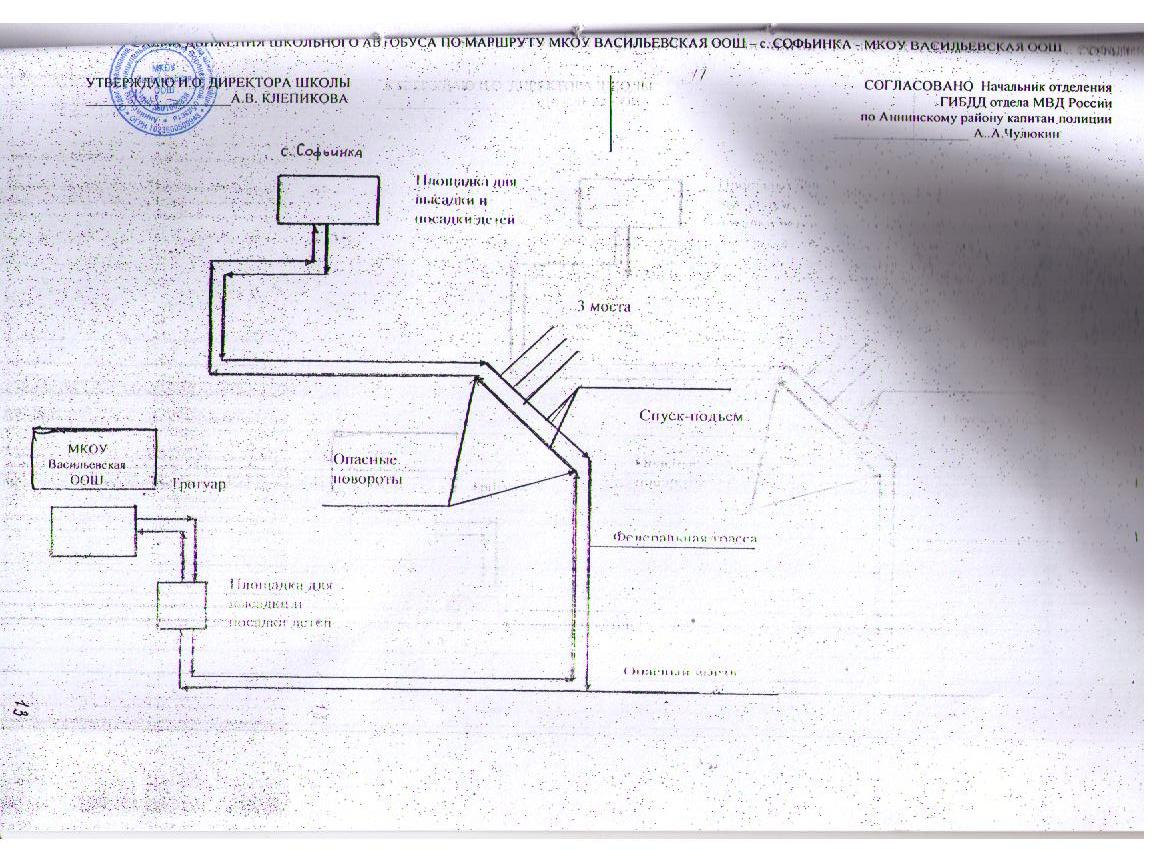 ДВИЖЕНИЯ ШКОЛЬНОГО АВТОБУСА ПО МАРШРУТУ МКОУ ВАСИЛЬЕВСКАЯ ООШ – с. СОФЬИНКА - МКОУ ВАСИЛЬЕВСКАЯ ООШ
УТВЕРЖДАЮ И.О. ДИРЕКТОРА ШКОЛЫ
А.В. КЛЕПИКОВА
СОГЛАСОВАНО Начальник отделения
ГИБДД отдела МВД России
по Аннинскому району капитан полиции
А..А.Чулюкин
МКОУ
ООШ
с. Софьинка
Площадка для
высадки и
посадки детей
3 моста
Спуск-подъем
Опасные
повороты
МКОУ
Васильевская
ООШ
Тротуар
Федеральная трасса
Площадка для
высадки и
посадки детей
Опасный
13